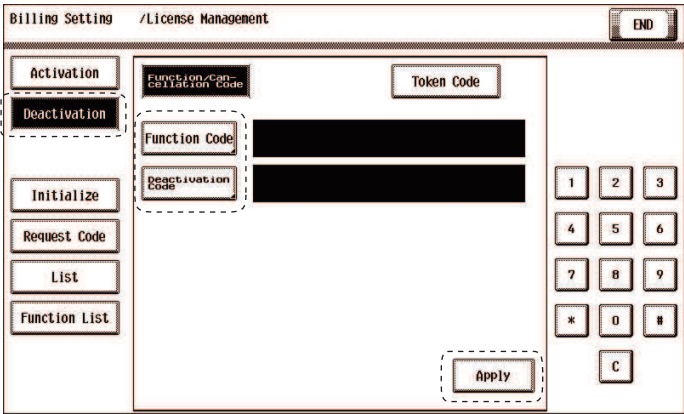 Billing Setting /License Management
END
Activation
Deactivation
Initialize
Request Code
List
Function List
Function/Can-
cellation Code
Token Code
Function Code
Deactivation
Code
Apply
1 2 3
4 5 6
7 8 9
* 0 #
C